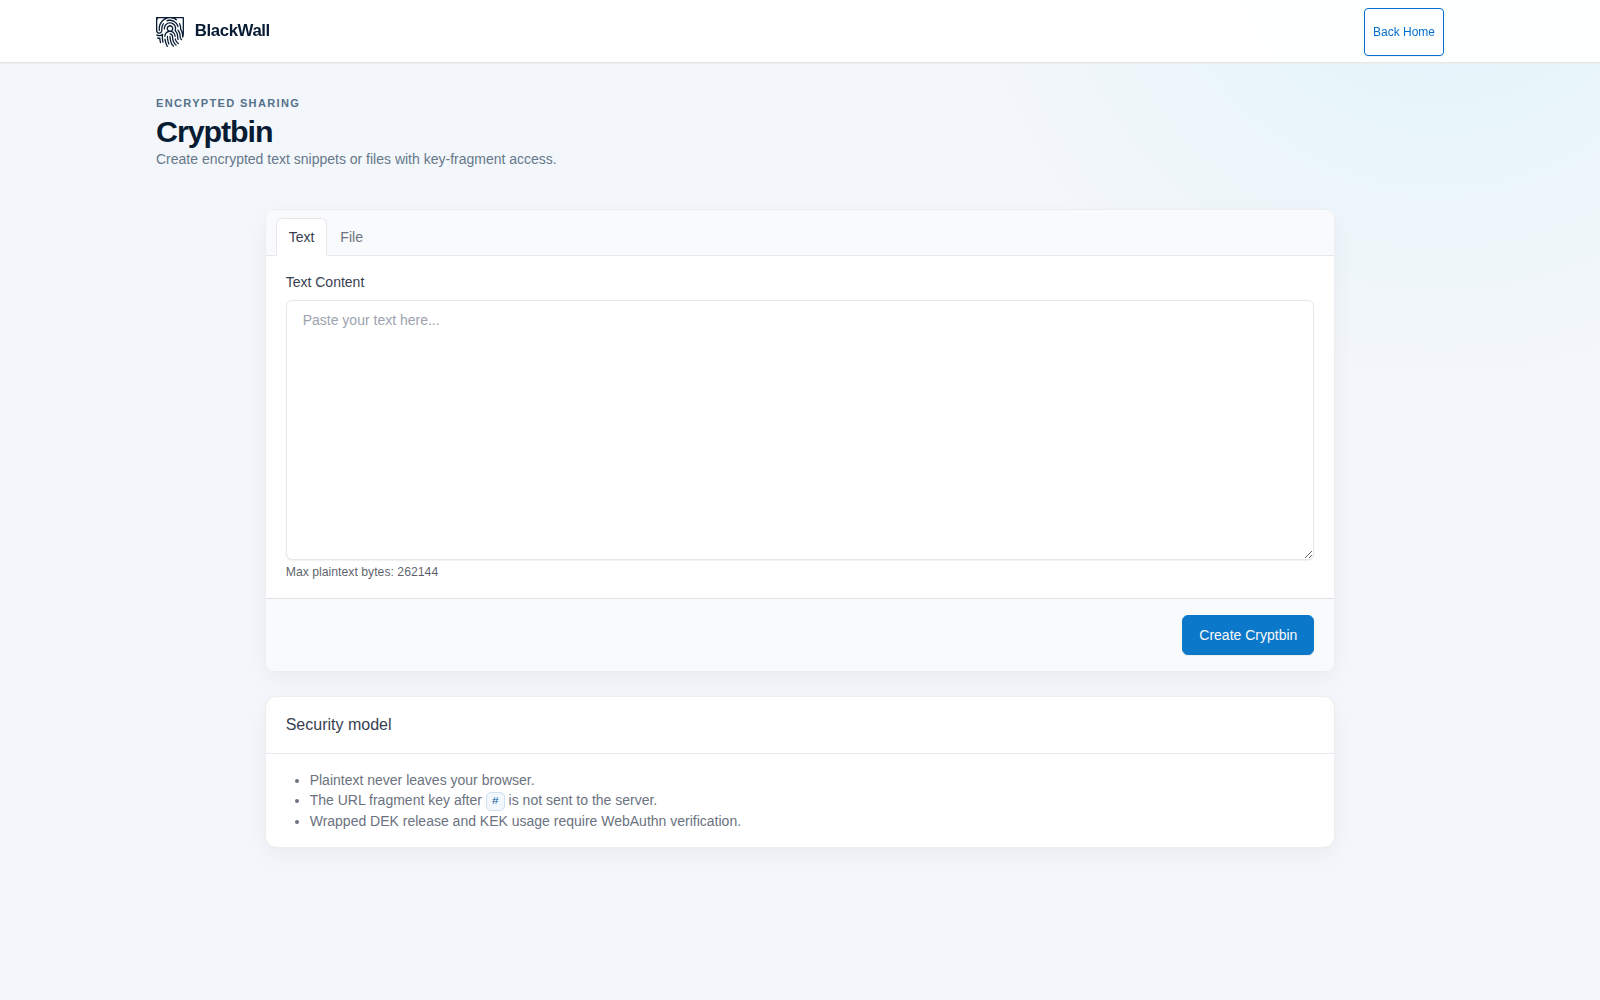 BlackWall
Back Home
ENCRYPTED SHARING
Cryptbin
Create encrypted text snippets or files with key-fragment access.
Text
File
Text Content
Paste your text here...
Max plaintext bytes: 262144
Create Cryptbin
Security model
Plaintext never leaves your browser.
The URL fragment key after # is not sent to the server.
Wrapped DEK release and KEK usage require WebAuthn verification.